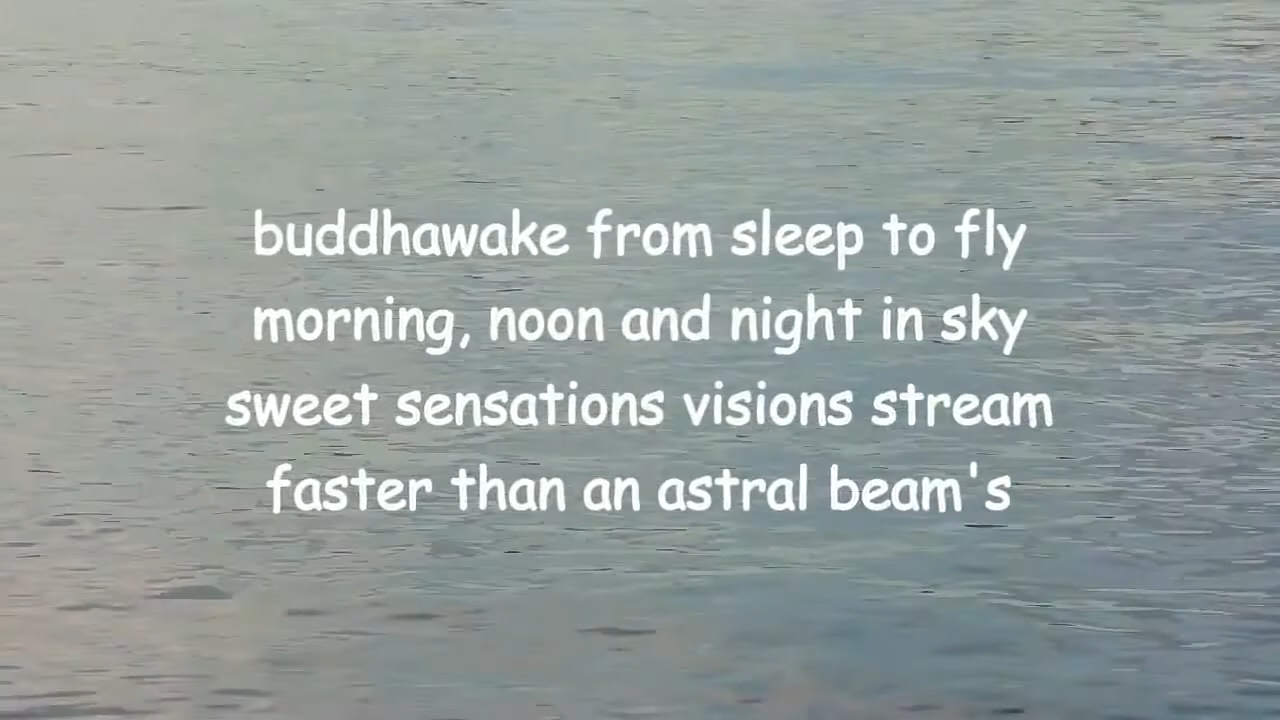 buddhawake from sleep to fly
morning, noon and night in sky
sweet sensations visions stream
faster than an astral beam's